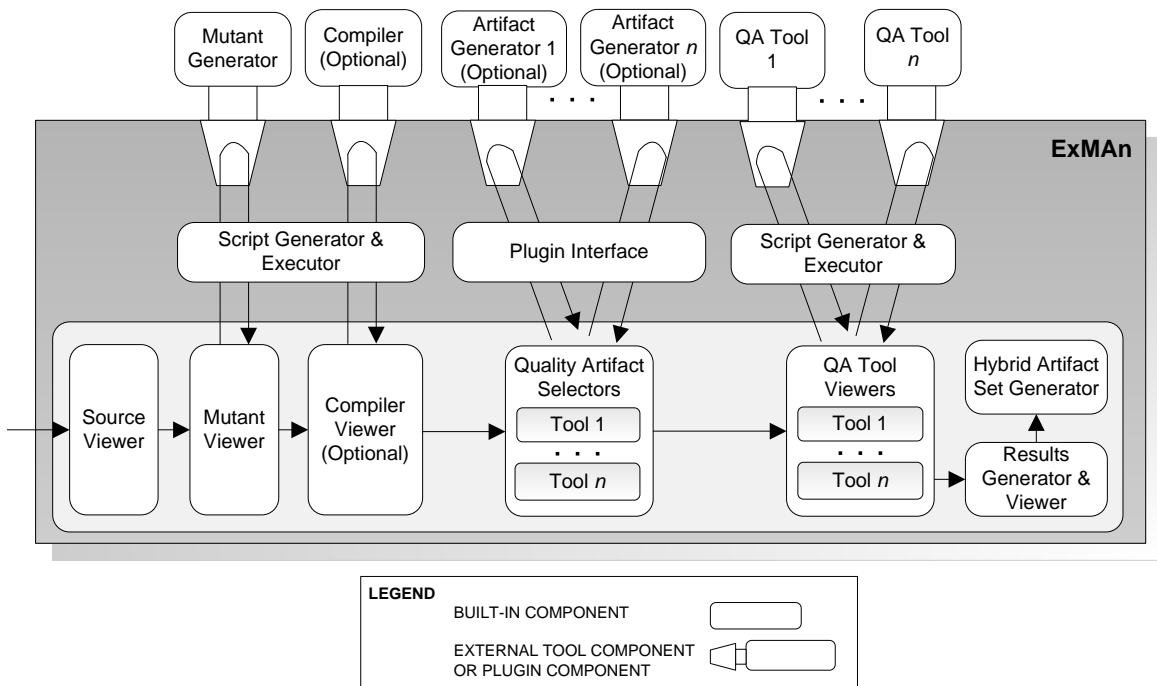 Mutant
Generator
Compiler
(Optional)
Artifact
Generator 1
(Optional)
Artifact
Generator n
(Optional)
QA Tool
1
QA Tool
n
. . .
. . .
ExMAn
Script Generator &
Executor
Plugin Interface
Script Generator &
Executor
Source
Viewer
Mutant
Viewer
Compiler
Viewer
(Optional)
Quality Artifact
Selectors
Tool 1
. . .
Tool n
QA Tool
Viewers
Tool 1
. . .
Tool n
Hybrid Artifact
Set Generator
Results
Generator &
Viewer
LEGEND
BUILT-IN COMPONENT
EXTERNAL TOOL COMPONENT
OR PLUGIN COMPONENT